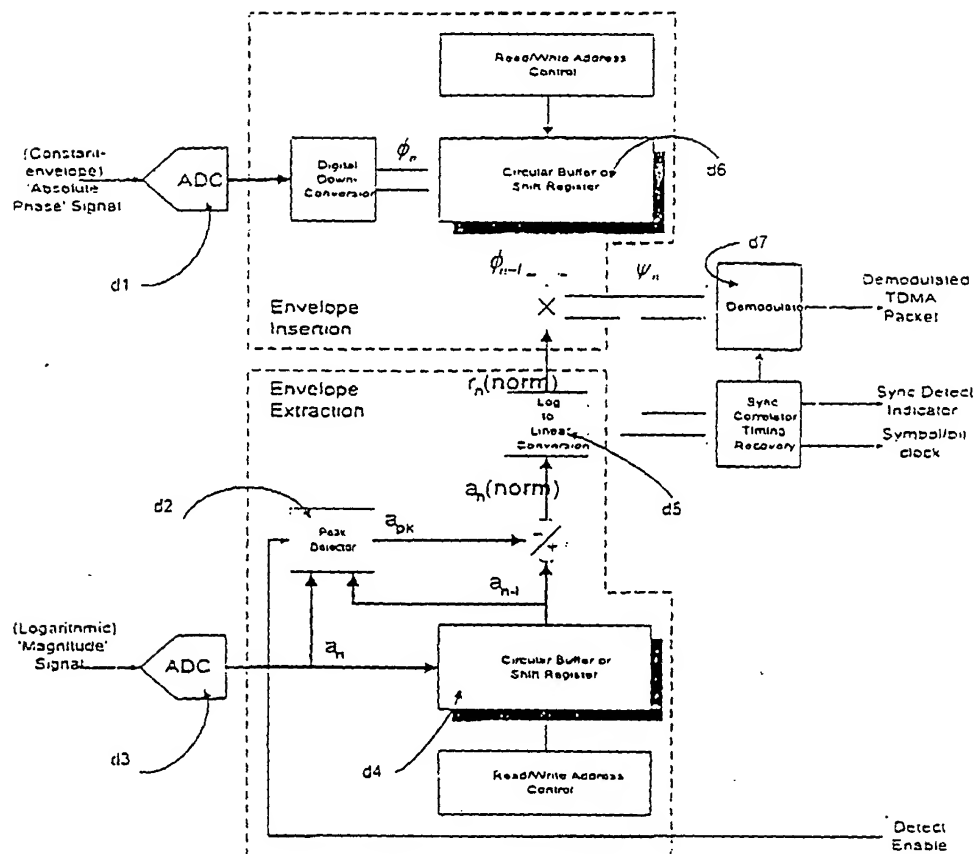 Read/Write Address
Control
(Constant-
envelope)
'Absolute
Phase' Signal
ADC
d1
Digital
Down-
Conversion
ϕn
Circular Buffer or
Shift Register
d6
ϕn-l
×
ψn
d7
Demodulator
Demodulated
TDMA
Packet
Envelope
Insertion
Envelope
Extraction
rn(norm)
Log
to
Linear
Conversion
d5
Sync
Correlator
Timing
Recovery
Sync Detect
Indicator
Symbol/bit
clock
an(norm)
d2
Peak
Detector
apk
- +
an-l
(Logarithmic)
'Magnitude'
Signal
ADC
d3
an
Circular Buffer or
Shift Register
d4
Read/Write Address
Control
Detect
Enable